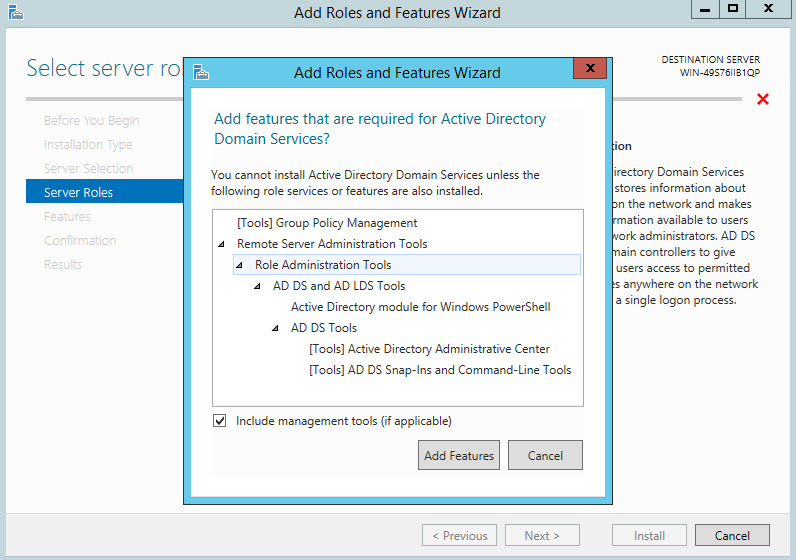 Add Roles and Features Wizard
Select server ro
DESTINATION SERVER
WIN-49S76IIB1QP
Before You Begin
Installation Type
Server Selection
Server Roles
Features
Confirmation
Results
Add Roles and Features Wizard
Add features that are required for Active Directory
Domain Services?
You cannot install Active Directory Domain Services unless the
following role services or features are also installed.
[Tools] Group Policy Management
Remote Server Administration Tools
Role Administration Tools
AD DS and AD LDS Tools
Active Directory module for Windows PowerShell
AD DS Tools
[Tools] Active Directory Administrative Center
[Tools] AD DS Snap-Ins and Command-Line Tools
Include management tools (if applicable)
Add Features
Cancel
tion
irectory Domain Services
stores information about
on the network and makes
rmation available to users
work administrators. AD DS
main controllers to give
users access to permitted
es anywhere on the network
a single logon process.
< Previous
Next >
Install
Cancel